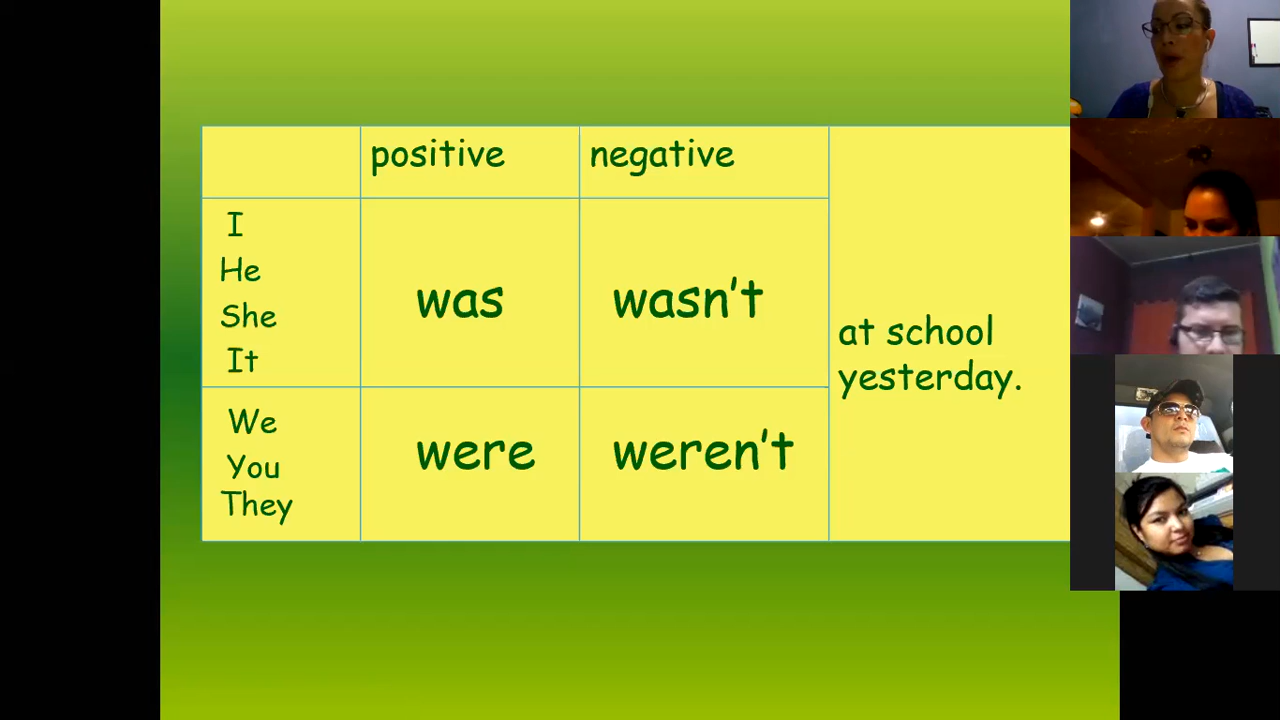 positive negative
I
He
She
It
was wasn't
at school
yesterday.
We
You
They
were weren't